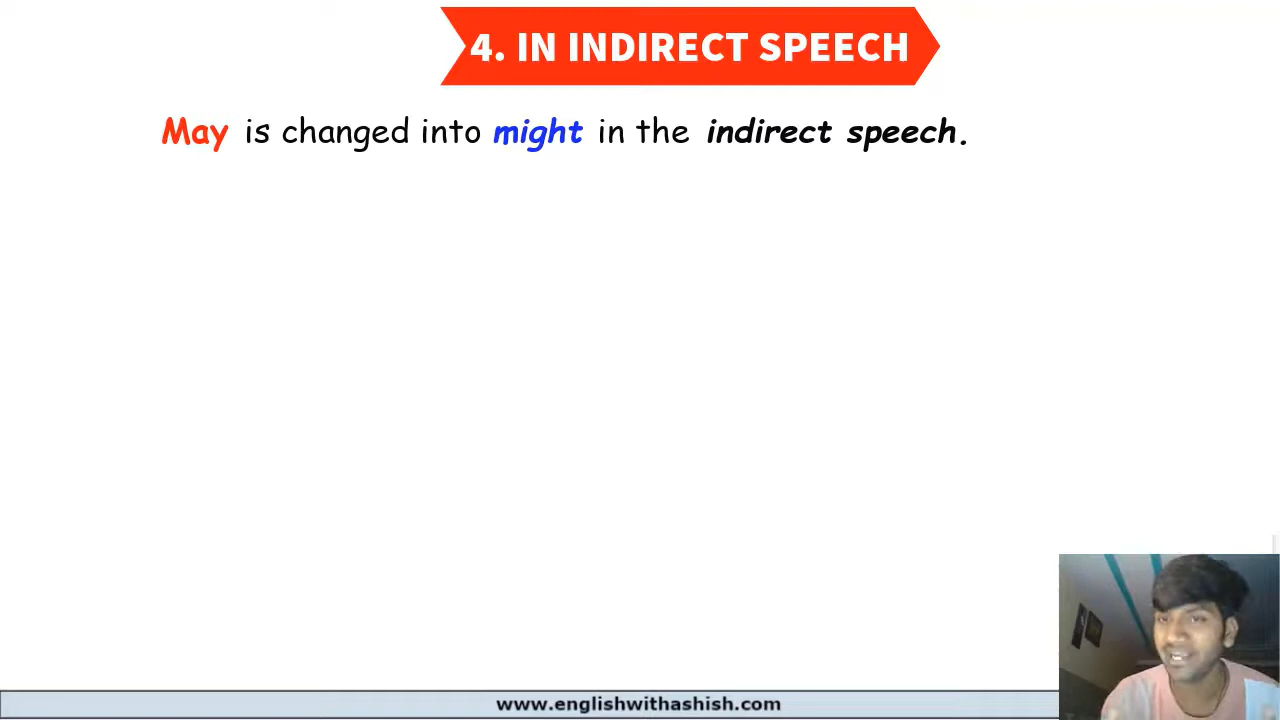 4. IN INDIRECT SPEECH
May is changed into might in the indirect speech.
www.englishwithashish.com